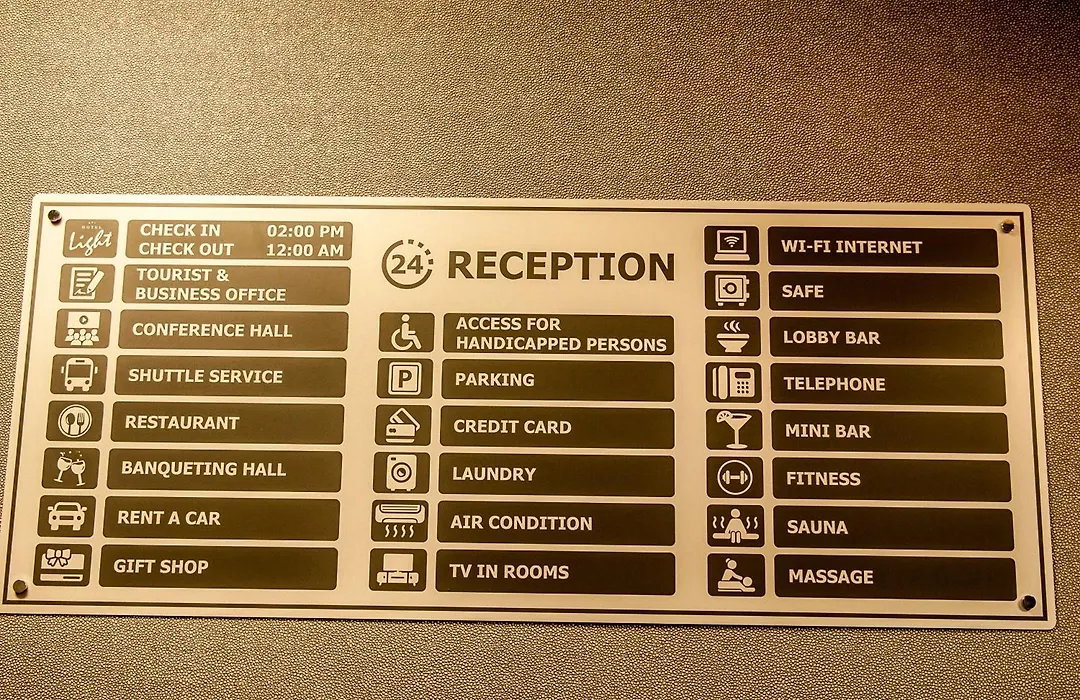 HOTEL
Light
CHECK IN 02:00 PM
CHECK OUT 12:00 AM
TOURIST &
BUSINESS OFFICE
CONFERENCE HALL
SHUTTLE SERVICE
RESTAURANT
BANQUETING HALL
RENT A CAR
GIFT SHOP
24 RECEPTION
ACCESS FOR
HANDICAPPED PERSONS
P PARKING
CREDIT CARD
LAUNDRY
AIR CONDITION
TV IN ROOMS
WI-FI INTERNET
SAFE
LOBBY BAR
TELEPHONE
MINI BAR
FITNESS
SAUNA
MASSAGE